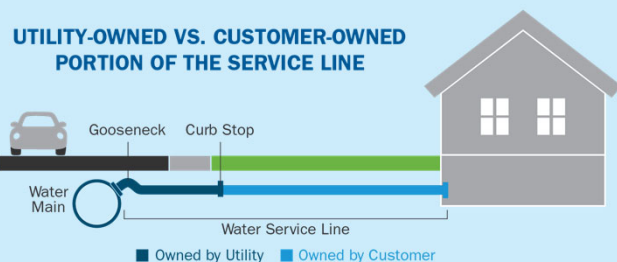 UTILITY-OWNED VS. CUSTOMER-OWNED
PORTION OF THE SERVICE LINE
Gooseneck
Curb Stop
Water
Main
Water Service Line
Owned by Utility
Owned by Customer